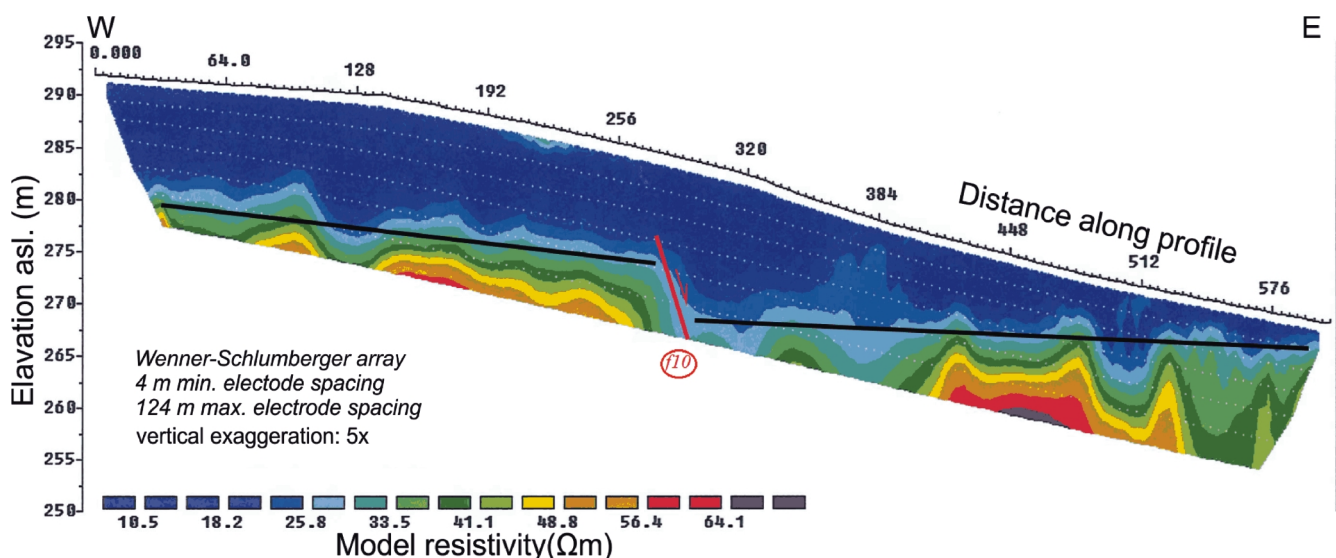 W
E
295
290
285
280
275
270
265
260
255
250
Elavation asl. (m)
0.000 64.0 128 192 256 320 384 448 512 576
Distance along profile
f10
Wenner-Schlumberger array
4 m min. electode spacing
124 m max. electrode spacing
vertical exaggeration: 5x
10.5 18.2 25.8 33.5 41.1 48.8 56.4 64.1
Model resistivity(Ωm)